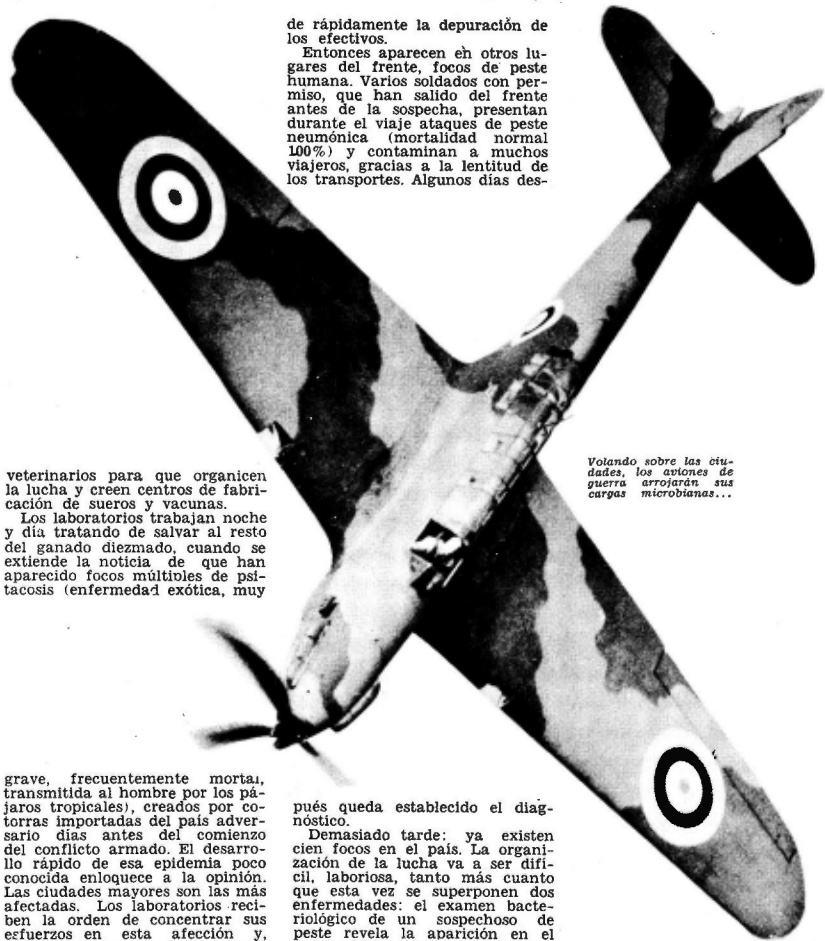 veterinarios para que organicen
la lucha y creen centros de fabri-
cación de sueros y vacunas.
Los laboratorios trabajan noche
y día tratando de salvar al resto
del ganado diezmado, cuando se
extiende la noticia de que han
aparecido focos múltiples de psi-
tacosis (enfermedad exótica, muy
grave, frecuentemente mortal,
transmitida al hombre por los pá-
jaros tropicales), creados por co-
torras importadas del país adver-
sario días antes del comienzo
del conflicto armado. El desarro-
llo rápido de esa epidemia poco
conocida enloquece a la opinión.
Las ciudades mayores son las más
afectadas. Los laboratorios reci-
ben la orden de concentrar sus
esfuerzos en esta afección y,
de rápidamente la depuración de
los efectivos.
Entonces aparecen en otros lu-
gares del frente, focos de peste
humana. Varios soldados con per-
miso, que han salido del frente
antes de la sospecha, presentan
durante el viaje ataques de peste
neumónica (mortalidad normal
100%) y contaminan a muchos
viajeros, gracias a la lentitud de
los transportes. Algunos días des-
pués queda establecido el diag-
nóstico.
Demasiado tarde: ya existen
cien focos en el país. La organi-
zación de la lucha va a ser difí-
cil, laboriosa, tanto más cuanto
que esta vez se superponen dos
enfermedades: el examen bacte-
riológico de un sospechoso de
peste revela la aparición en el
Volando sobre las ciu-
dades, los aviones de
guerra arrojarán sus
cargas microbianas...